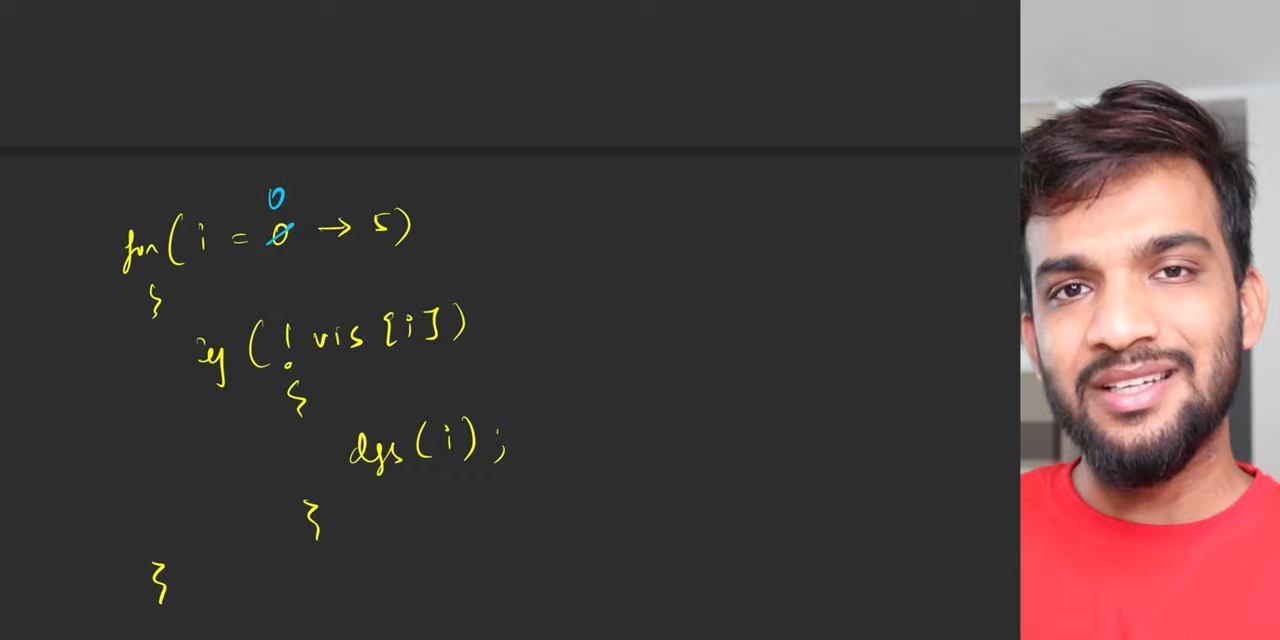 0
for( i = 0 → 5)
{
if ( ! vis [i])
{
dfs (i) ;
}
}